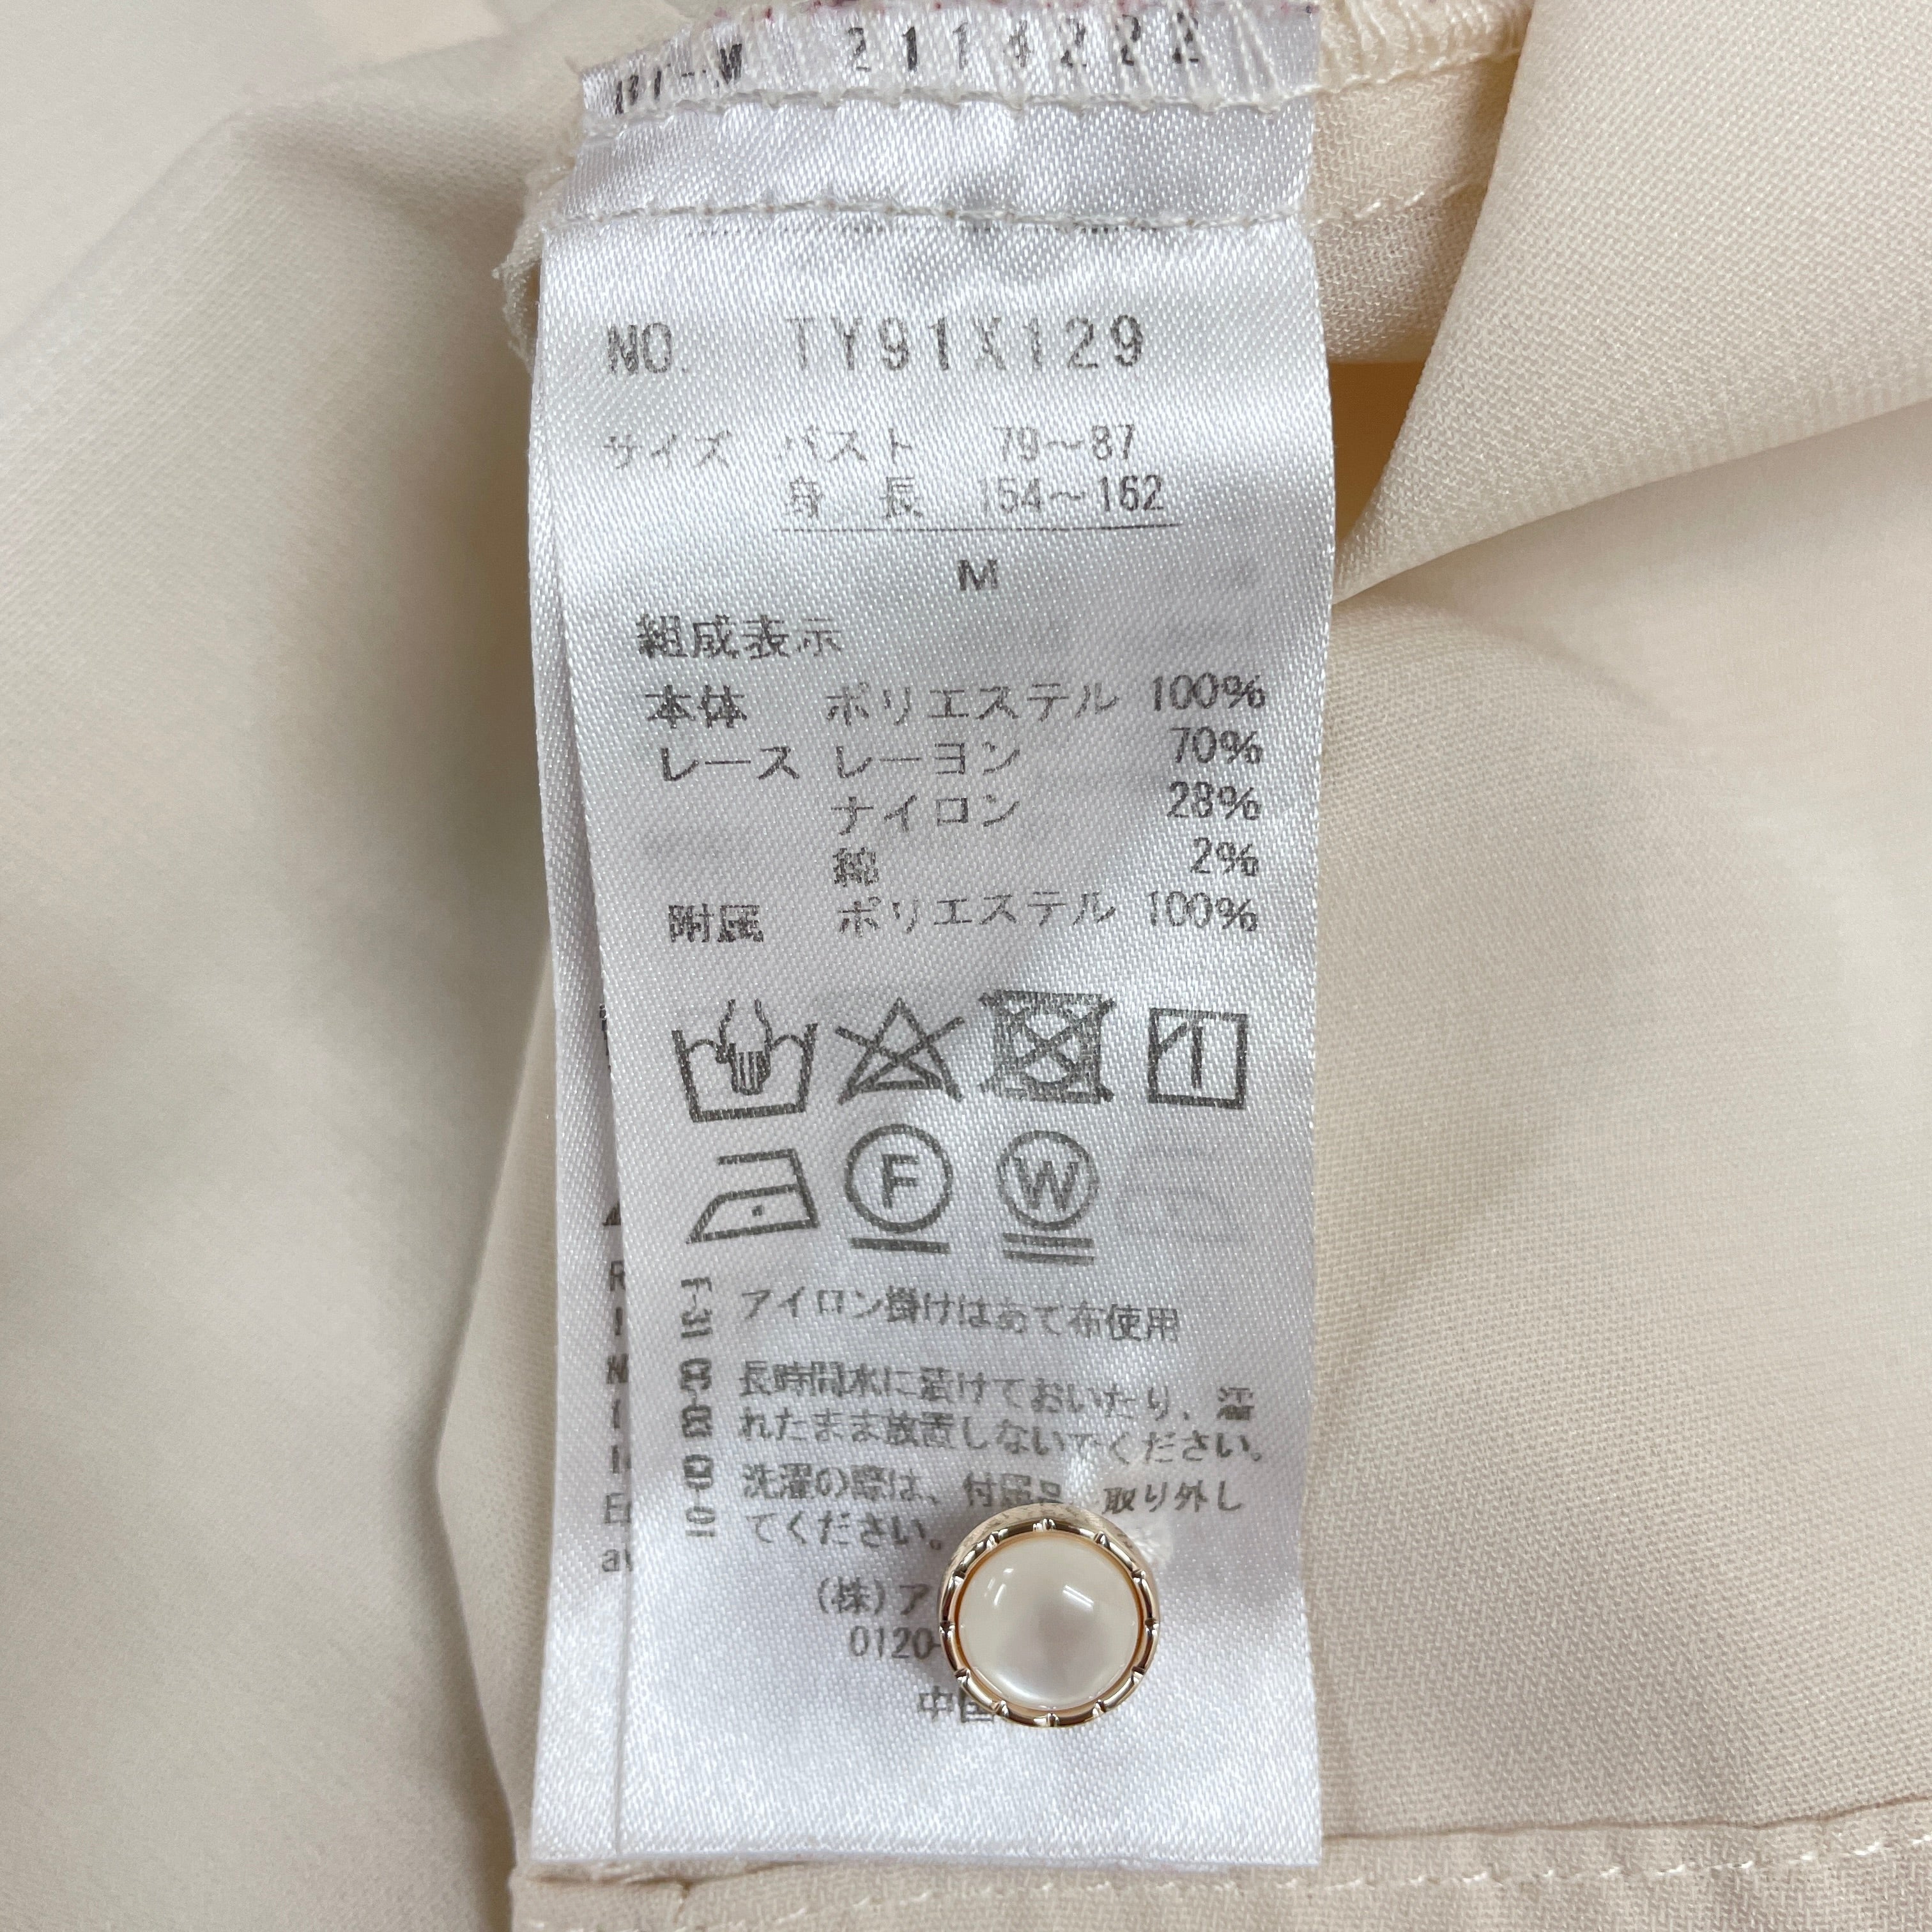 2114222
NO. TY91X129
サイズ バスト 79～87
身 長 154～162
M
組成表示
本体 ポリエステル 100%
レース レーヨン 70%
ナイロン 28%
綿 2%
附属 ポリエステル 100%
F
W
アイロン掛けはあて布使用
長時間水に漬けておいたり、濡
れたまま放置しないでください。
洗濯の際は、付属品 取り外し
てください。
(株)ア
0120-
中国